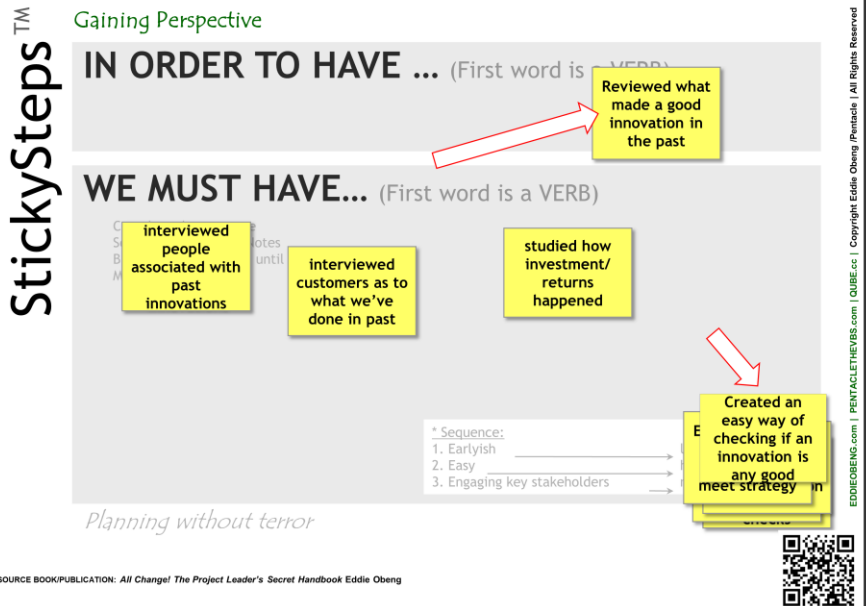 StickySteps™
Gaining Perspective
IN ORDER TO HAVE ... (First word is a VERB)
Reviewed what
made a good
innovation in
the past
WE MUST HAVE... (First word is a VERB)
interviewed
people
associated with
past
innovations
until
interviewed
customers as to
what we've
done in past
studied how
investment/
returns
happened
* Sequence:
1. Earlyish
2. Easy
3. Engaging key stakeholders
Created an
easy way of
checking if an
innovation is
any good
meet strategy
checks
Planning without terror
SOURCE BOOK/PUBLICATION: All Change! The Project Leader's Secret Handbook Eddie Obeng
EDDIEOBENG.com | PENTACLETHEVBS.com | QUBE.cc | Copyright Eddie Obeng /Pentacle | All Rights Reserved